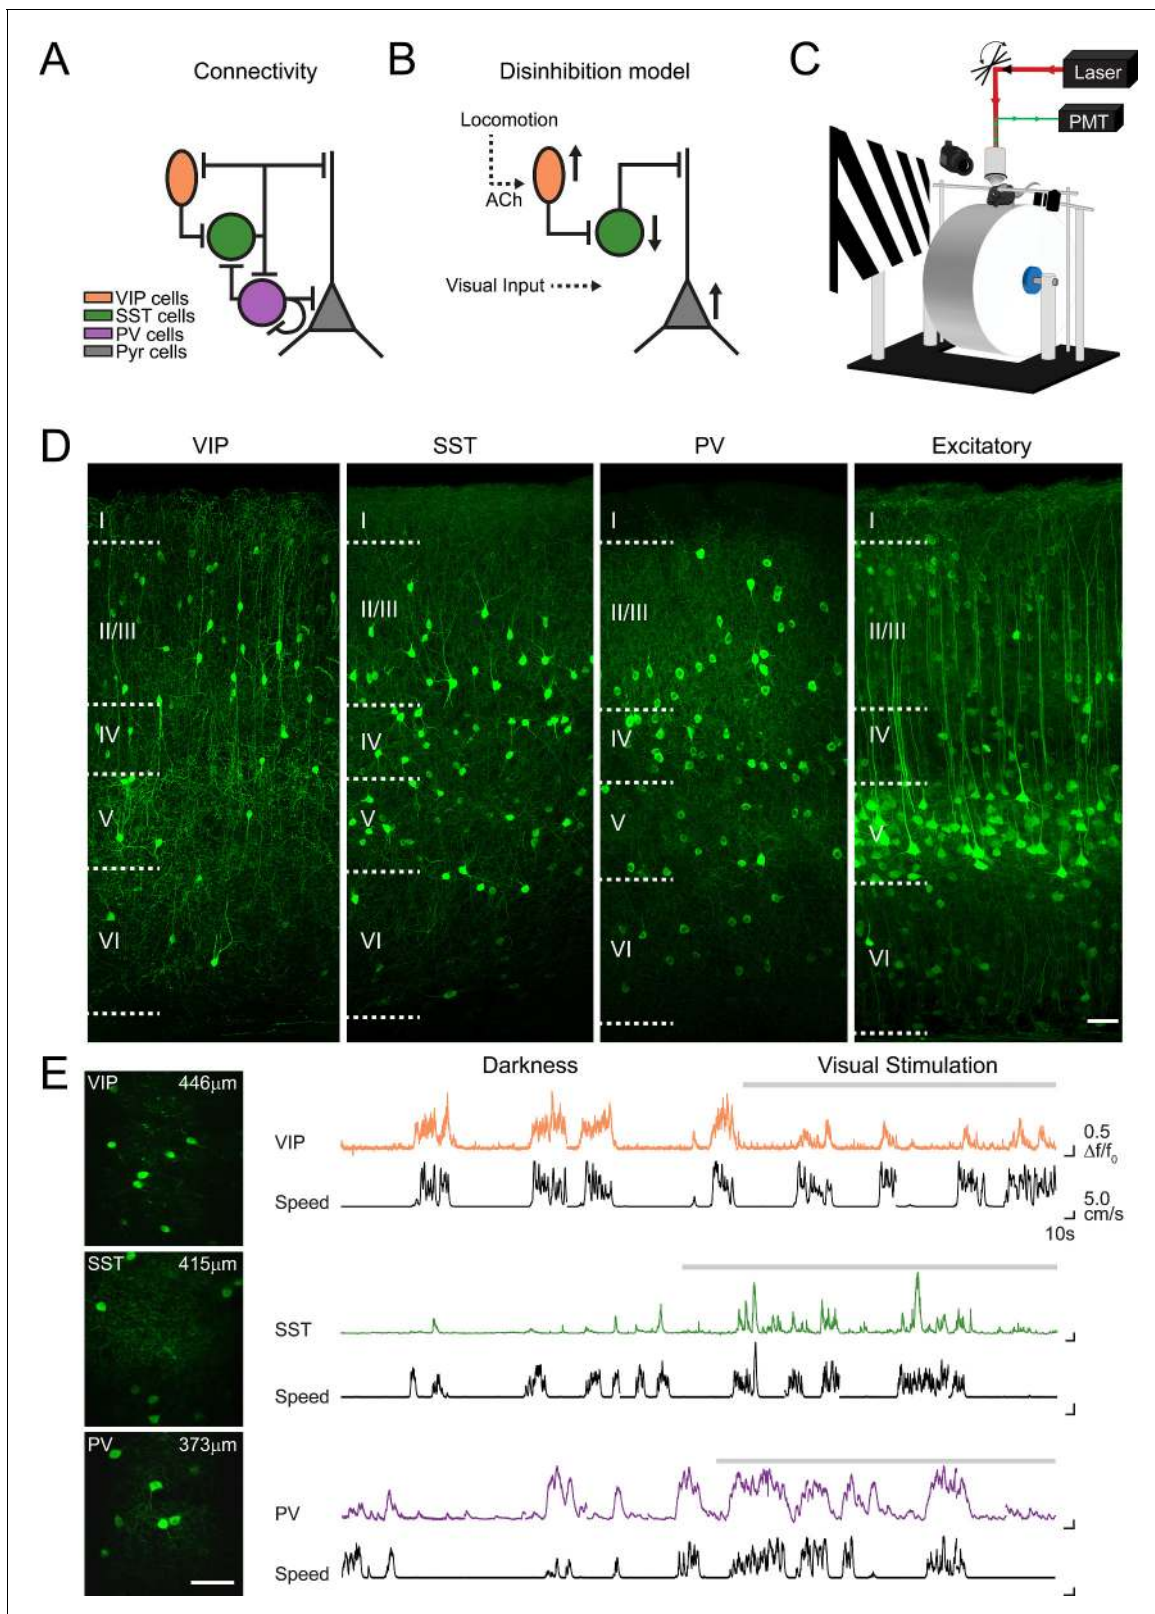 A
Connectivity
VIP cells
SST cells
PV cells
Pyr cells
B
Disinhibition model
Locomotion
ACh
Visual Input
C
Laser
PMT
D
VIP
SST
PV
Excitatory
I
II/III
IV
V
VI
I
II/III
IV
V
VI
I
II/III
IV
V
VI
I
II/III
IV
V
VI
E
VIP 446μm
SST 415μm
PV 373μm
Darkness
Visual Stimulation
VIP
0.5
Δf/f₀
Speed
5.0
cm/s
10s
SST
Speed
PV
Speed